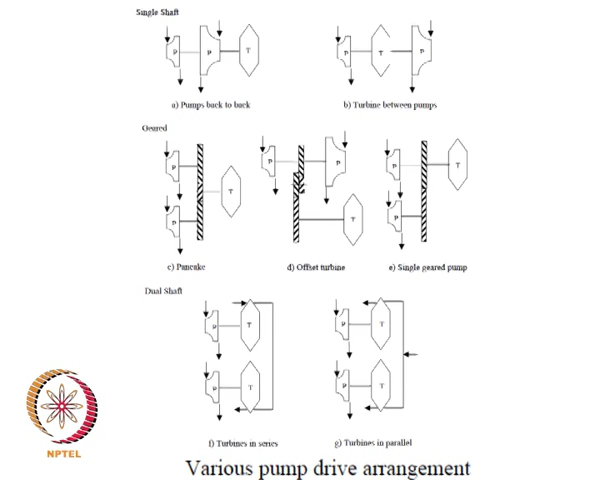 Single Shaft
P
P
T
P
T
P
a) Pumps back to back
b) Turbine between pumps
Geared
P
P
T
P
P
T
P
P
T
c) Pancake
d) Offset turbine
e) Single geared pump
Dual Shaft
P
T
P
T
P
T
P
T
f) Turbines in series
g) Turbines in parallel
NPTEL
Various pump drive arrangement